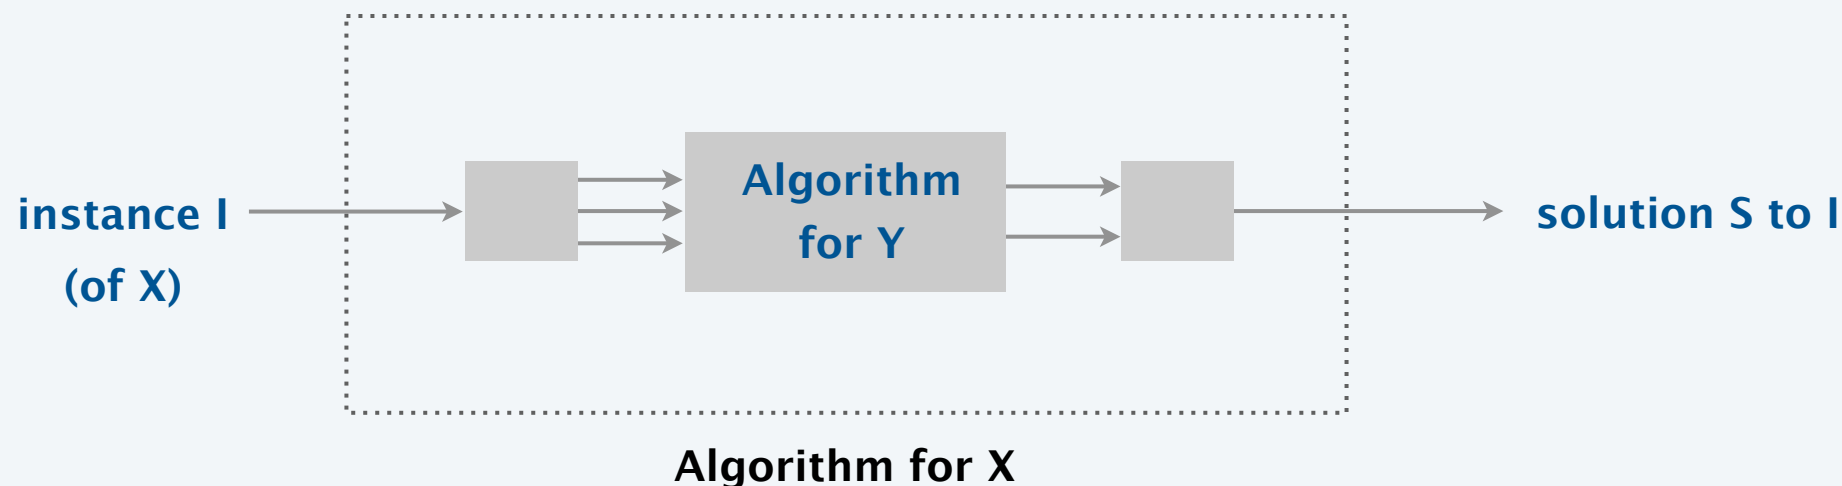 instance I
(of X)
Algorithm
for Y
solution S to I
Algorithm for X